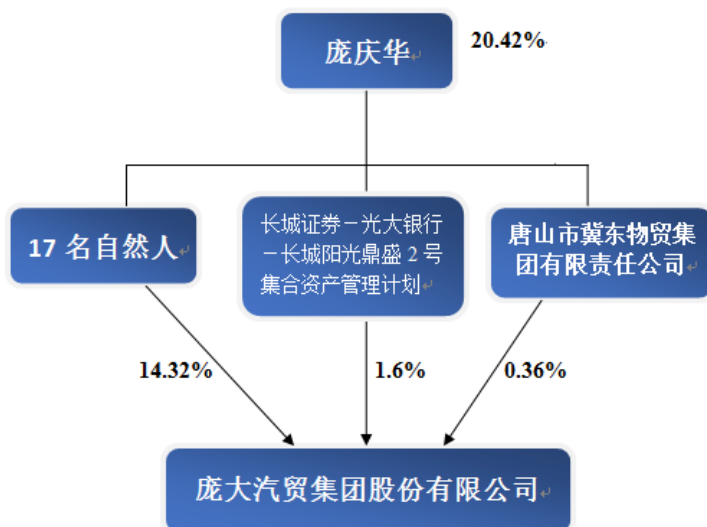 庞庆华
20.42%
17 名自然人
长城证券－光大银行
－长城阳光鼎盛 2 号
集合资产管理计划
唐山市冀东物贸集
团有限责任公司
14.32%
1.6%
0.36%
庞大汽贸集团股份有限公司